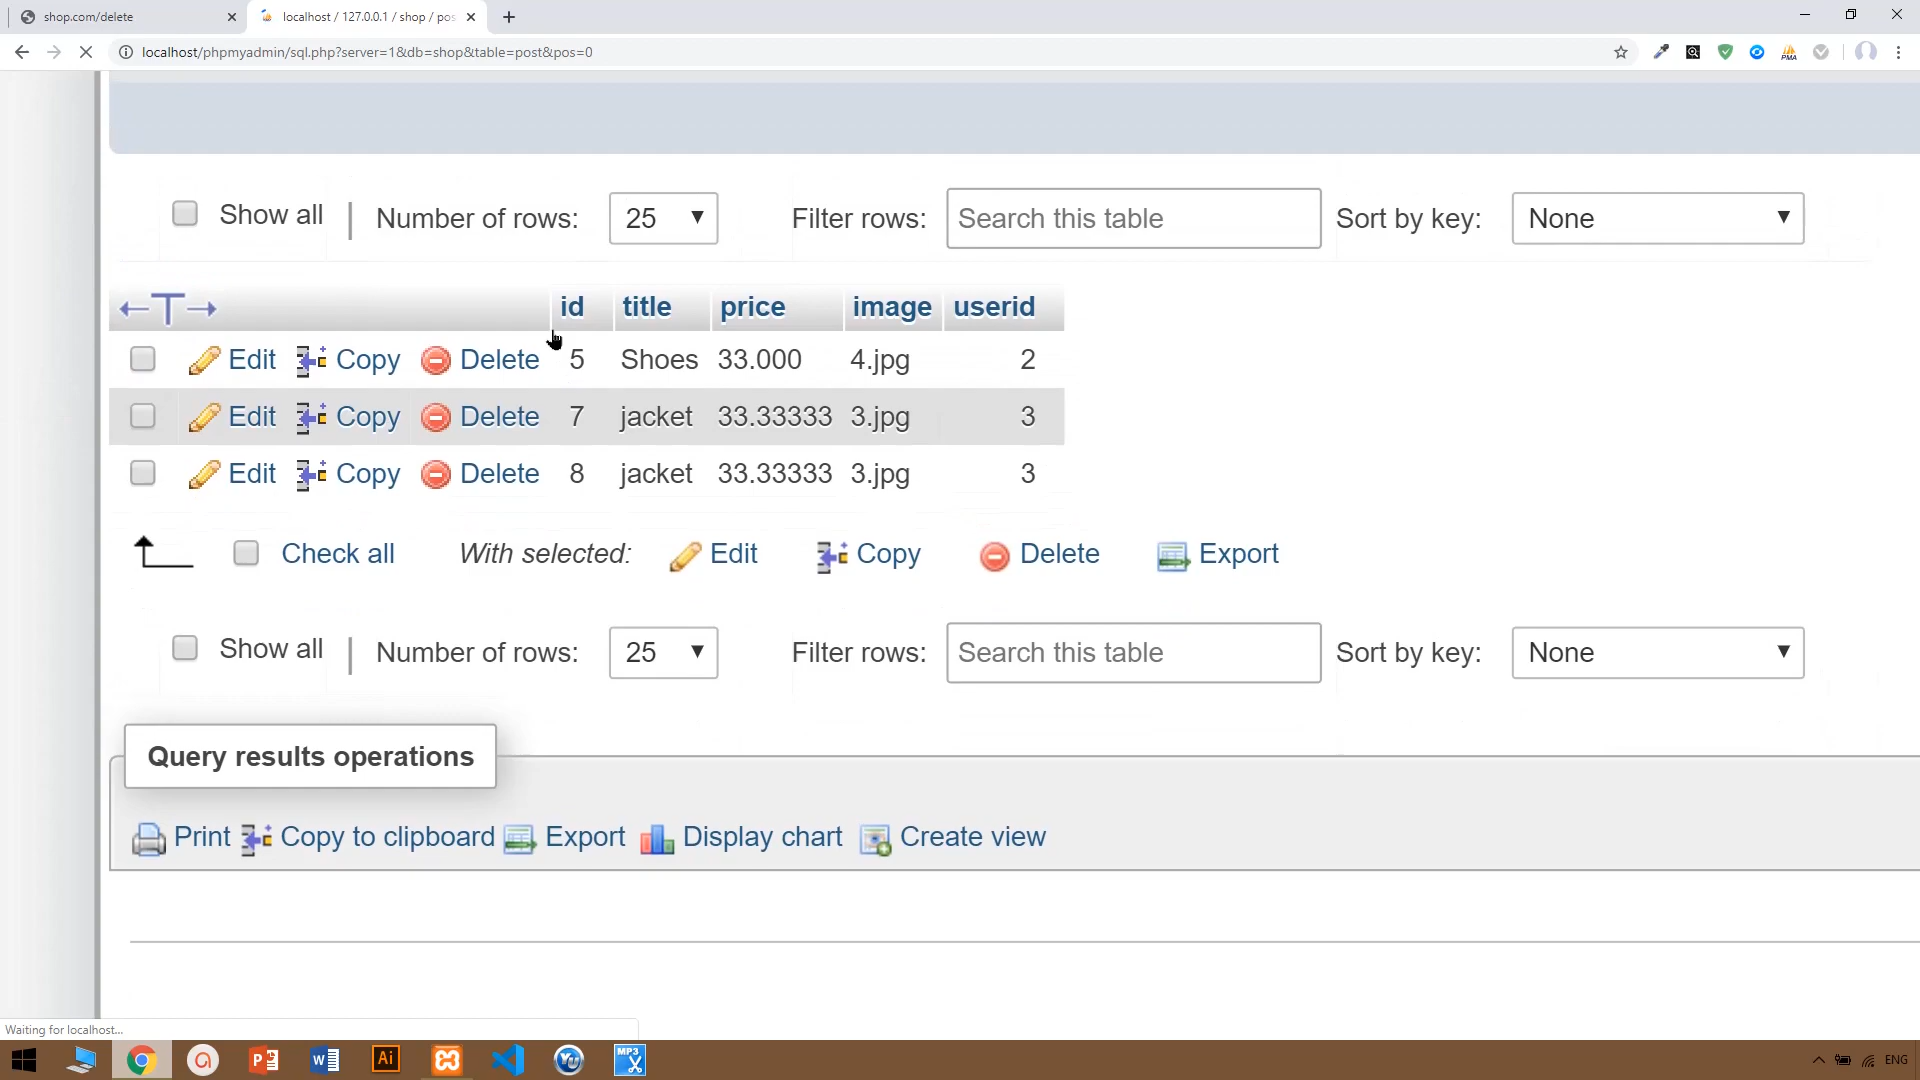 shop.com/delete
localhost / 127.0.0.1 / shop / pos
localhost/phpmyadmin/sql.php?server=1&db=shop&table=post&pos=0
PMA
Show all | Number of rows: 25 Filter rows: Search this table Sort by key: None
←T→ id title price image userid
Edit Copy Delete 5 Shoes 33.000 4.jpg 2
Edit Copy Delete 7 jacket 33.33333 3.jpg 3
Edit Copy Delete 8 jacket 33.33333 3.jpg 3
Check all With selected: Edit Copy Delete Export
Show all | Number of rows: 25 Filter rows: Search this table Sort by key: None
Query results operations
Print Copy to clipboard Export Display chart Create view
Waiting for localhost...
Ai YU MP3 ENG